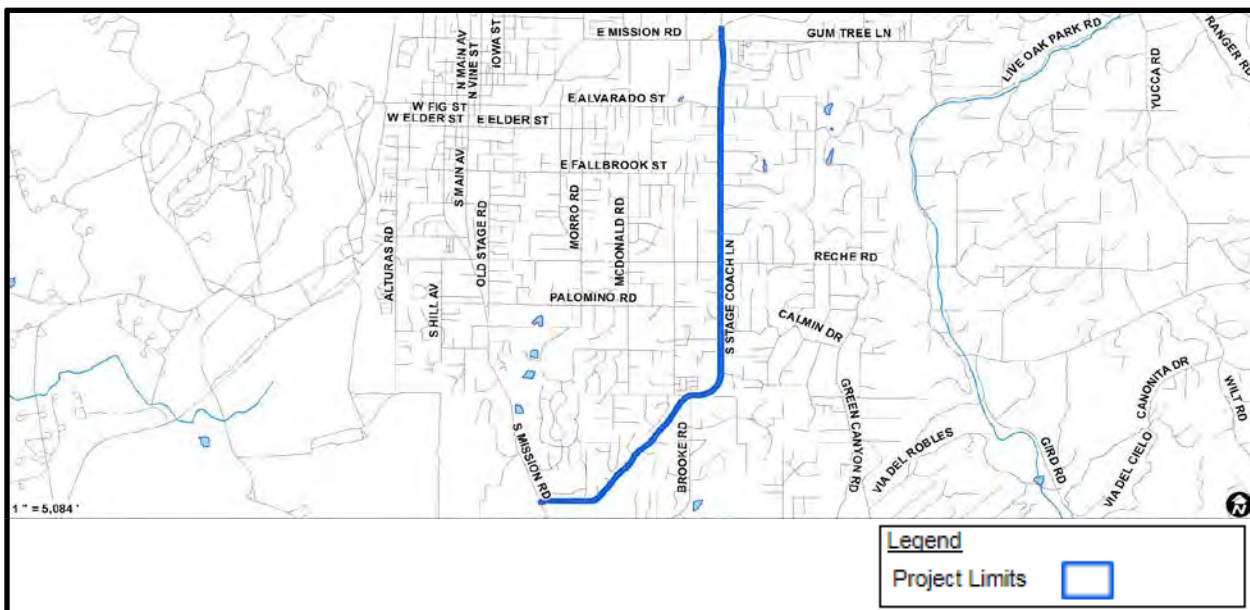 E MISSION RD
GUM TREE LN
LIVE OAK PARK RD
RANGER RD
YUCCA RD
N MAIN AV
N VINE ST
IOWA ST
W FIG ST
E ALVARADO ST
W ELDER ST
E ELDER ST
E FALLBROOK ST
S MAIN AV
OLD STAGE RD
MORRO RD
MCDONALD RD
ALTURAS RD
S HILL AV
PALOMINO RD
S STAGE COACH LN
RECHE RD
CALMIN DR
GREEN CANYON RD
CANONITA DR
WILT RD
S MISSION RD
BROOKE RD
VIA DEL ROBLES
GIRD RD
VIA DEL CIELO
1 " = 5,084 '
N
Legend
Project Limits